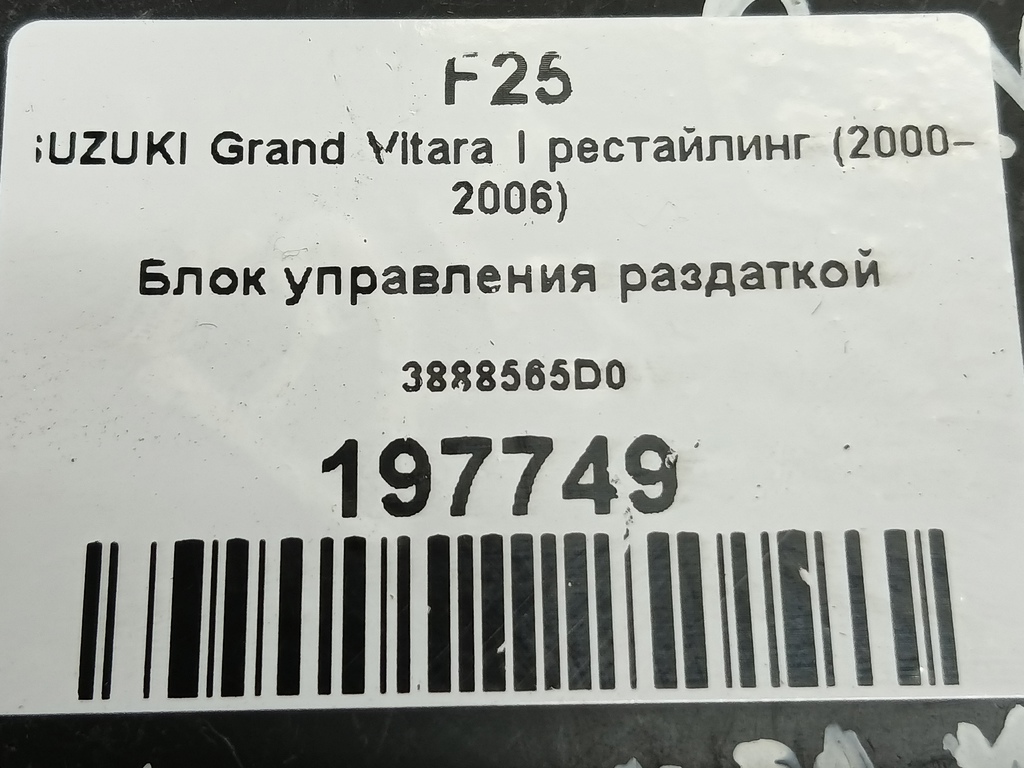 F25
SUZUKI Grand Vitara I рестайлинг (2000-
2006)
Блок управления раздаткой
3888565D0
197749